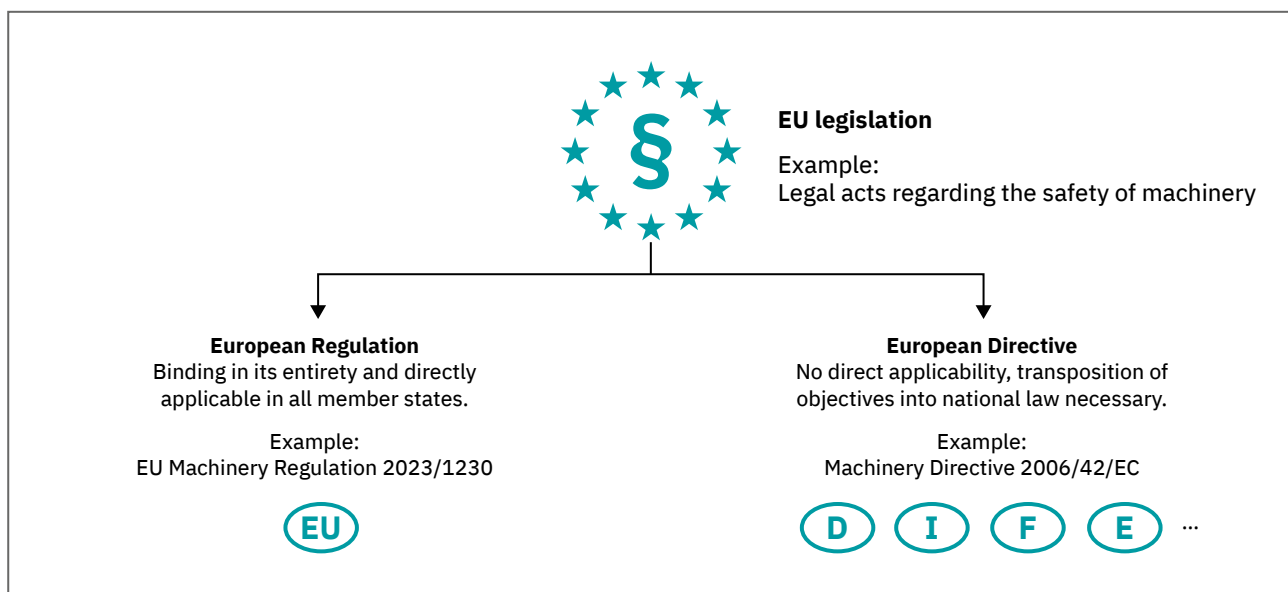 §
EU legislation
Example:
Legal acts regarding the safety of machinery
European Regulation
Binding in its entirety and directly
applicable in all member states.
Example:
EU Machinery Regulation 2023/1230
EU
European Directive
No direct applicability, transposition of
objectives into national law necessary.
Example:
Machinery Directive 2006/42/EC
D I F E ...